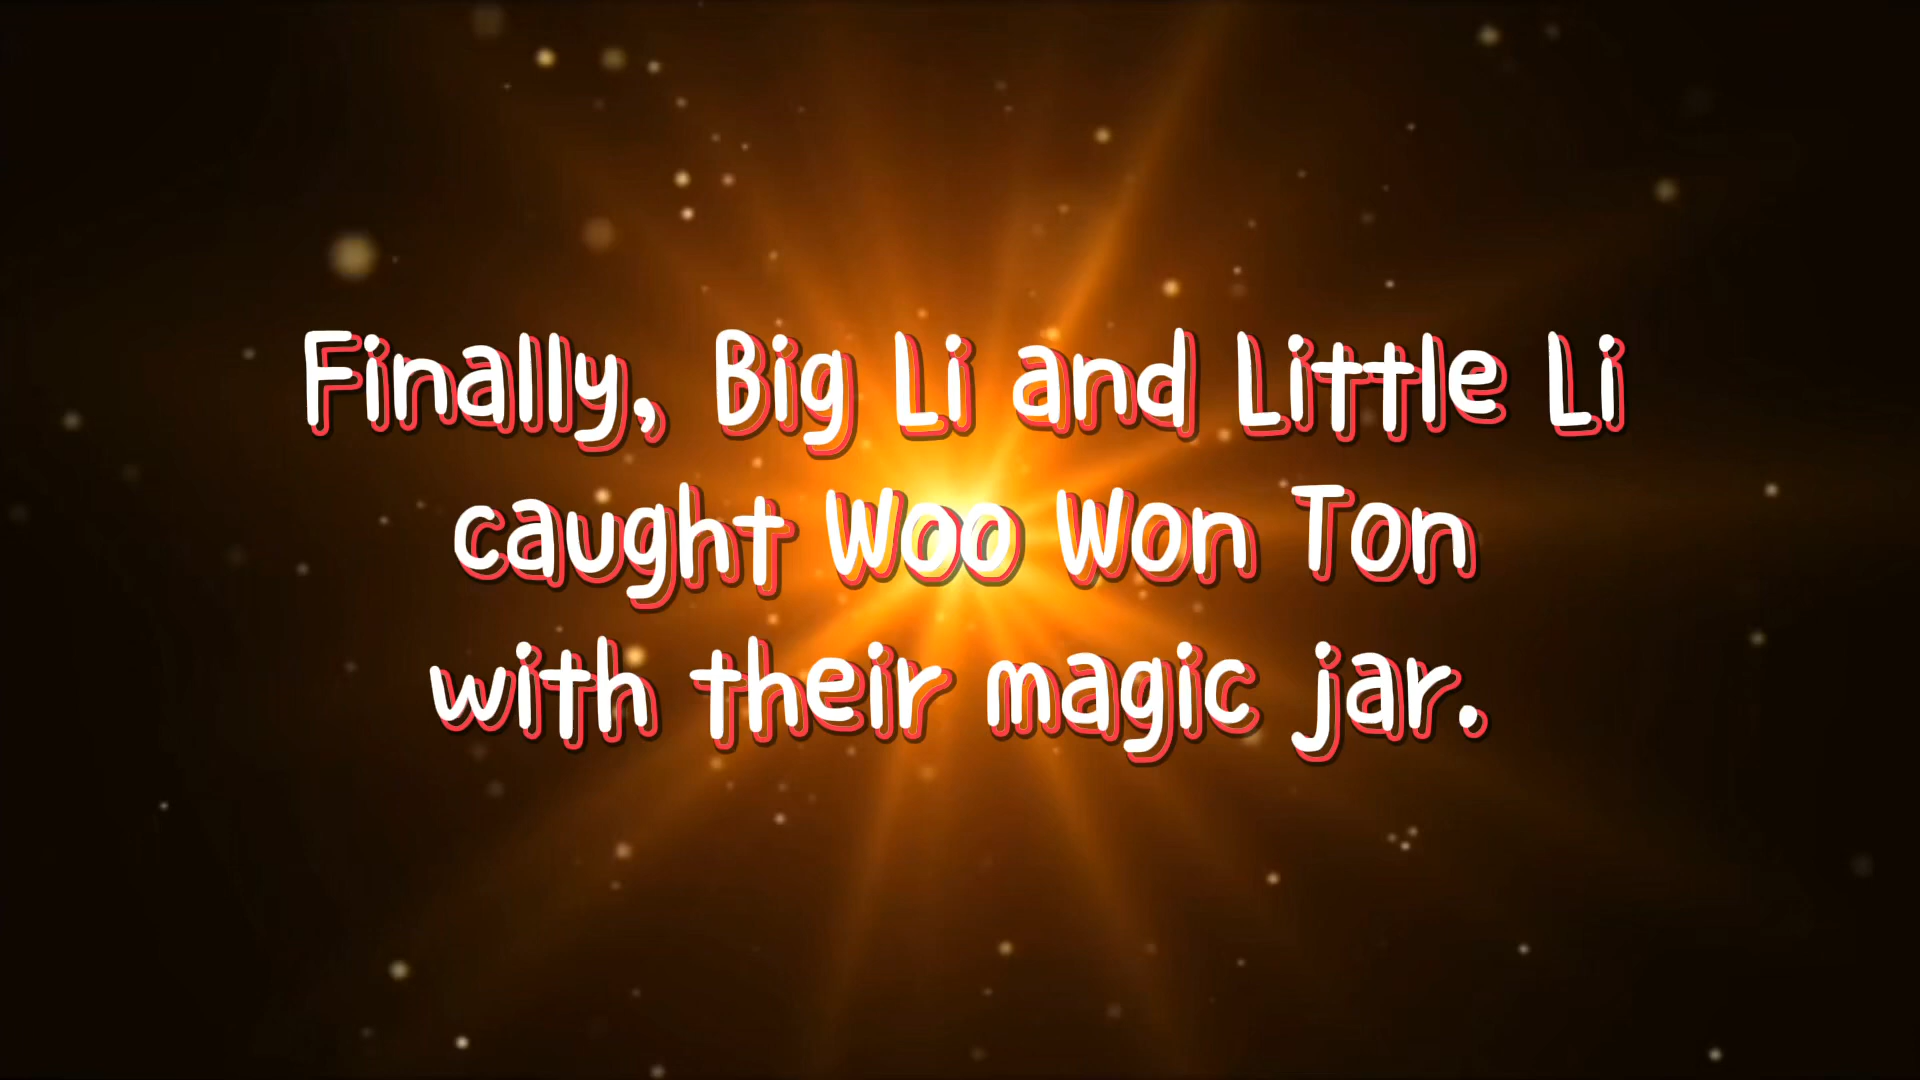 Finally, Big Li and Little Li
caught Woo Won Ton
with their magic jar.